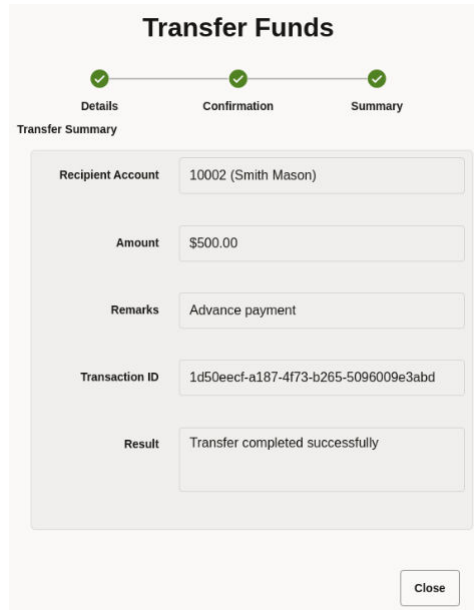 Transfer Funds
Details Confirmation Summary
Transfer Summary
Recipient Account 10002 (Smith Mason)
Amount $500.00
Remarks Advance payment
Transaction ID 1d50eecf-a187-4f73-b265-5096009e3abd
Result Transfer completed successfully
Close